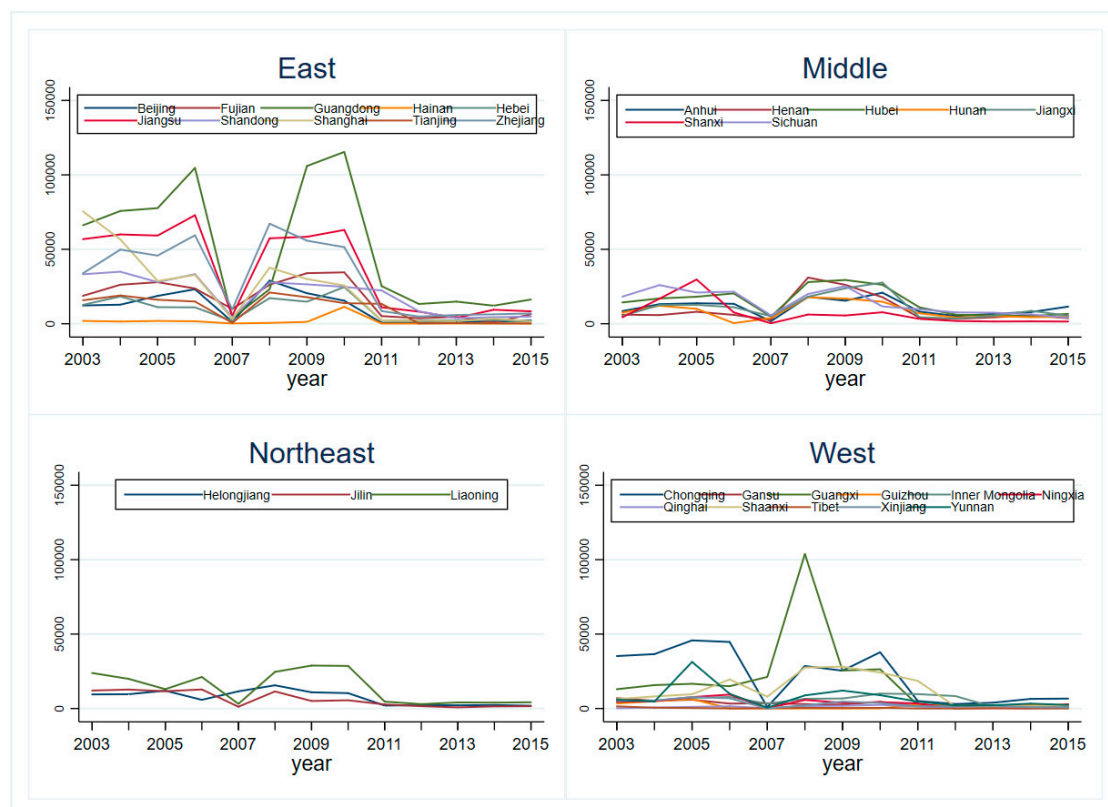 East
Beijing Fujian Guangdong Hainan Hebei
Jiangsu Shandong Shanghai Tianjing Zhejiang
150000
100000
50000
0
2003 2005 2007 2009 2011 2013 2015
year
Middle
Anhui Henan Hubei Hunan Jiangxi
Shanxi Sichuan
150000
100000
50000
0
2003 2005 2007 2009 2011 2013 2015
year
Northeast
Helongjiang Jilin Liaoning
150000
100000
50000
0
2003 2005 2007 2009 2011 2013 2015
year
West
Chongqing Gansu Guangxi Guizhou Inner Mongolia Ningxia
Qinghai Shaanxi Tibet Xinjiang Yunnan
150000
100000
50000
0
2003 2005 2007 2009 2011 2013 2015
year